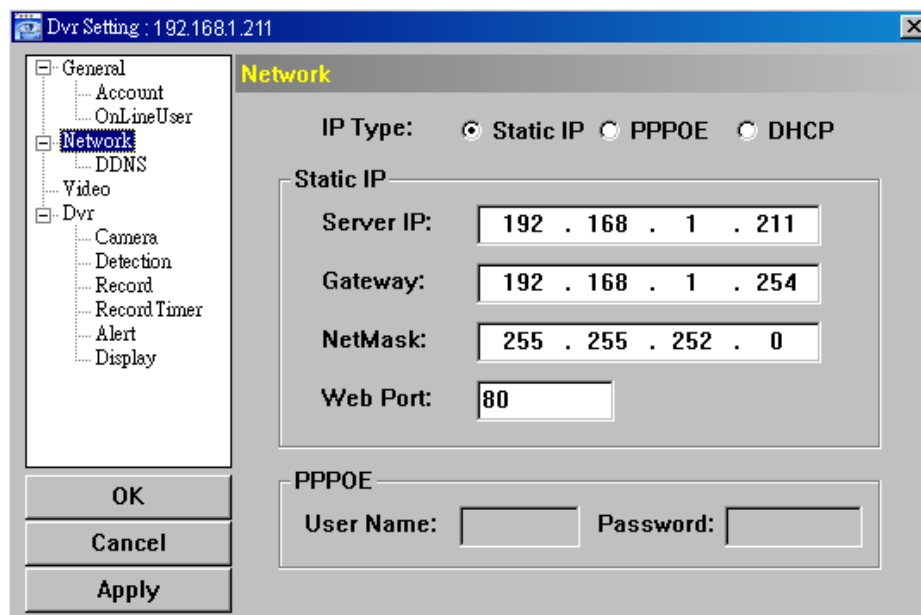 Dvr Setting : 192.168.1.211
General
Account
OnLineUser
Network
DDNS
Video
Dvr
Camera
Detection
Record
Record Timer
Alert
Display
OK
Cancel
Apply
Network
IP Type: Static IP PPPOE DHCP
Static IP
Server IP: 192 . 168 . 1 . 211
Gateway: 192 . 168 . 1 . 254
NetMask: 255 . 255 . 252 . 0
Web Port: 80
PPPOE
User Name: Password: